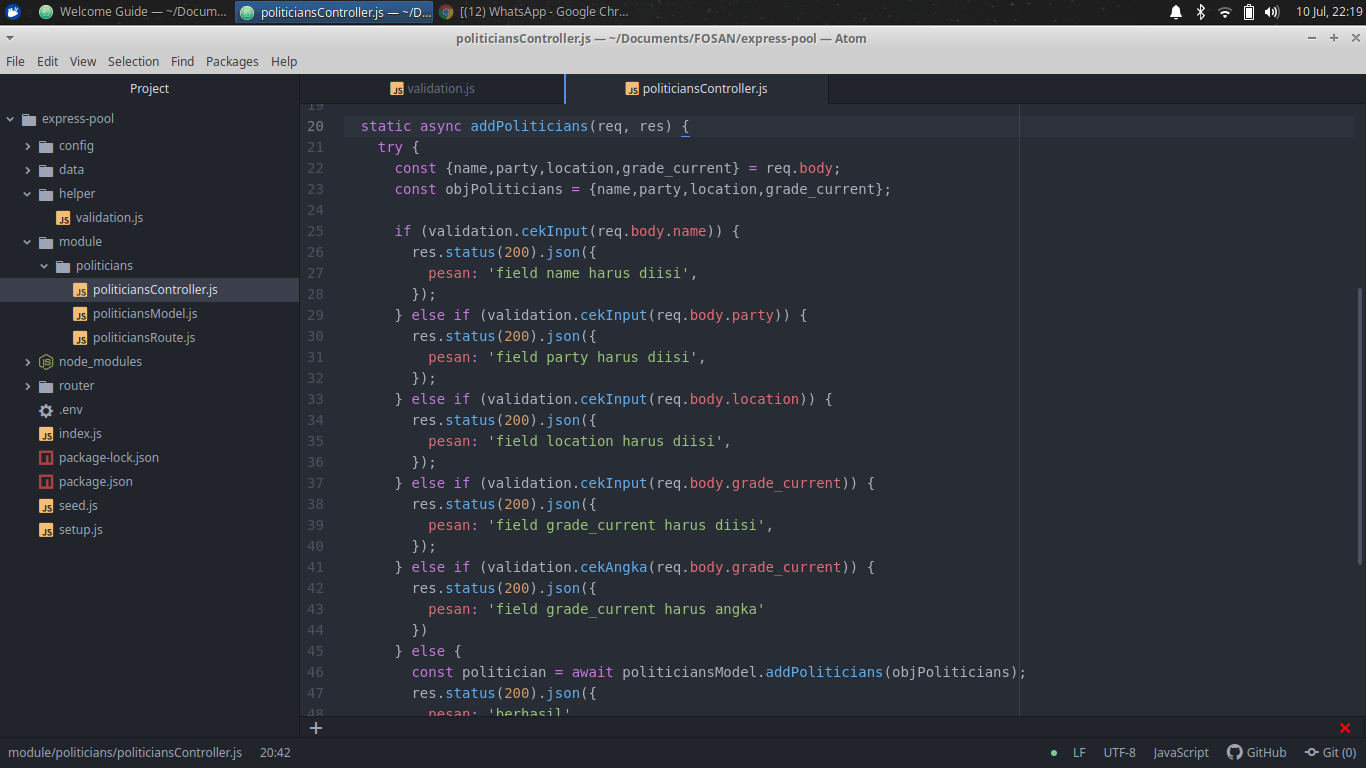 Welcome Guide — ~/Docum...
politiciansController.js — ~/D...
[(12) WhatsApp - Google Chr...
10 Jul, 22:19
politiciansController.js — ~/Documents/FOSAN/express-pool — Atom
File Edit View Selection Find Packages Help
Project
express-pool
config
data
helper
validation.js
module
politicians
politiciansController.js
politiciansModel.js
politiciansRoute.js
node_modules
router
.env
index.js
package-lock.json
package.json
seed.js
setup.js
validation.js
politiciansController.js
19
20 static async addPoliticians(req, res) {
21 try {
22 const {name,party,location,grade_current} = req.body;
23 const objPoliticians = {name,party,location,grade_current};
24
25 if (validation.cekInput(req.body.name)) {
26 res.status(200).json({
27 pesan: 'field name harus diisi',
28 });
29 } else if (validation.cekInput(req.body.party)) {
30 res.status(200).json({
31 pesan: 'field party harus diisi',
32 });
33 } else if (validation.cekInput(req.body.location)) {
34 res.status(200).json({
35 pesan: 'field location harus diisi',
36 });
37 } else if (validation.cekInput(req.body.grade_current)) {
38 res.status(200).json({
39 pesan: 'field grade_current harus diisi',
40 });
41 } else if (validation.cekAngka(req.body.grade_current)) {
42 res.status(200).json({
43 pesan: 'field grade_current harus angka'
44 })
45 } else {
46 const politician = await politiciansModel.addPoliticians(objPoliticians);
47 res.status(200).json({
48 pesan: 'berhasil'
module/politicians/politiciansController.js 20:42
LF UTF-8 JavaScript GitHub Git (0)